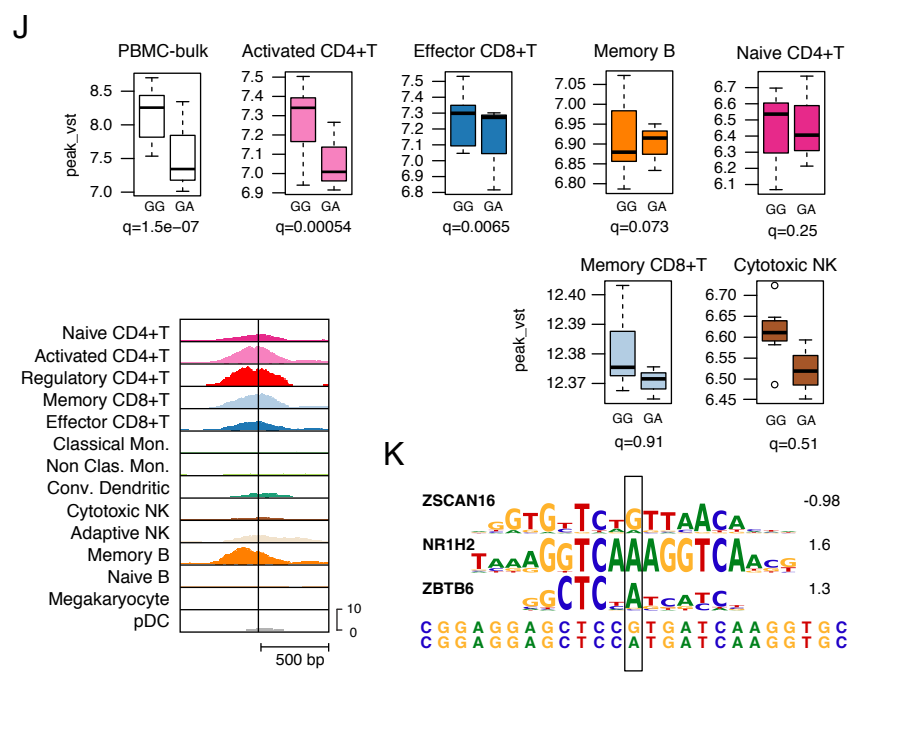 J
PBMC-bulk
Activated CD4+T
Effector CD8+T
Memory B
Naive CD4+T
peak_vst
8.5
8.0
7.5
7.0
GG GA
q=1.5e−07
7.5
7.4
7.3
7.2
7.1
7.0
6.9
GG GA
q=0.00054
7.5
7.4
7.3
7.2
7.1
7.0
6.9
6.8
GG GA
q=0.0065
7.05
7.00
6.95
6.90
6.85
6.80
GG GA
q=0.073
6.7
6.6
6.5
6.4
6.3
6.2
6.1
GG GA
q=0.25
Memory CD8+T
Cytotoxic NK
peak_vst
12.40
12.39
12.38
12.37
GG GA
q=0.91
6.70
6.65
6.60
6.55
6.50
6.45
GG GA
q=0.51
Naive CD4+T
Activated CD4+T
Regulatory CD4+T
Memory CD8+T
Effector CD8+T
Classical Mon.
Non Clas. Mon.
Conv. Dendritic
Cytotoxic NK
Adaptive NK
Memory B
Naive B
Megakaryocyte
pDC
10
0
500 bp
K
ZSCAN16
GGTGTTCTGTTAACA
-0.98
NR1H2
TAAAGGTCAAAGGTCAACG
1.6
ZBTB6
GGCTC ATCATC
1.3
CGGAGGAGCTCCGTGATCAAGGTGC
CGGAGGAGCTCCATGATCAAGGTGC